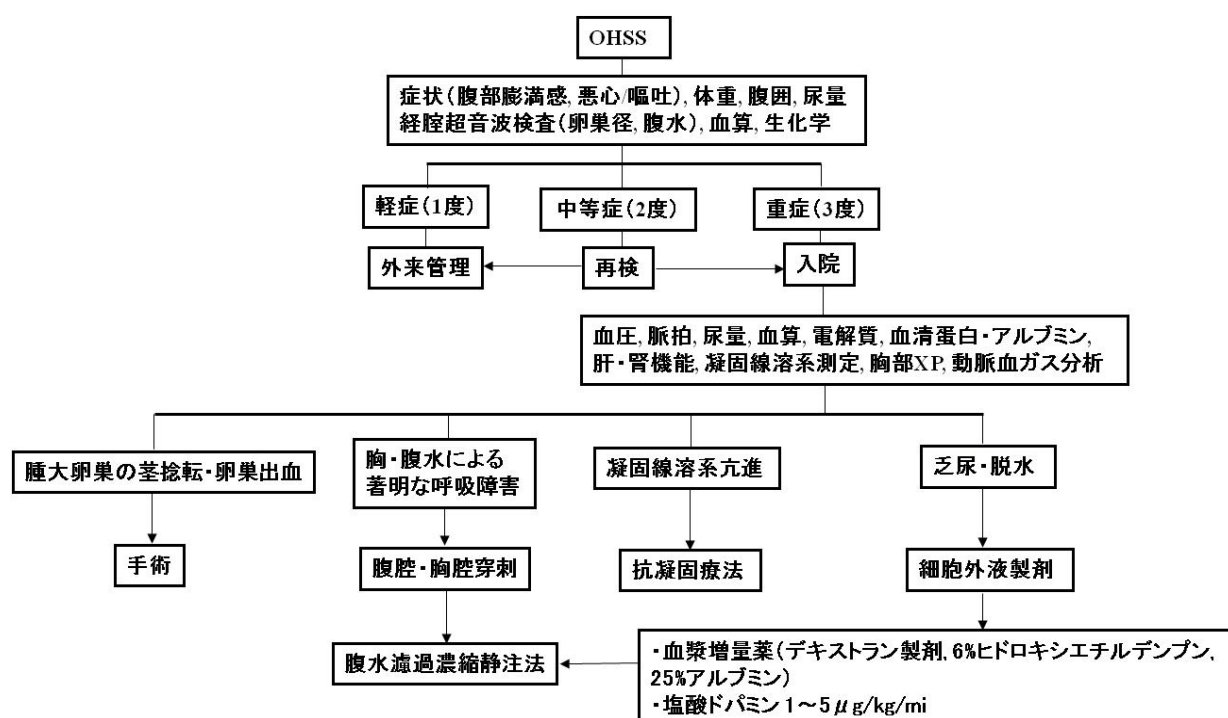 OHSS
症状(腹部膨満感, 悪心/嘔吐), 体重, 腹囲, 尿量
経腟超音波検査(卵巣径, 腹水), 血算, 生化学
軽症(1度)
中等症(2度)
重症(3度)
外来管理
再検
入院
血圧, 脈拍, 尿量, 血算, 電解質, 血清蛋白・アルブミン,
肝・腎機能, 凝固線溶系測定, 胸部XP, 動脈血ガス分析
腫大卵巣の茎捻転・卵巣出血
胸・腹水による
著明な呼吸障害
凝固線溶系亢進
乏尿・脱水
手術
腹腔・胸腔穿刺
抗凝固療法
細胞外液製剤
腹水濾過濃縮静注法
・血漿増量薬(デキストラン製剤, 6%ヒドロキシエチルデンプン,
25%アルブミン)
・塩酸ドパミン 1～5μg/kg/mi